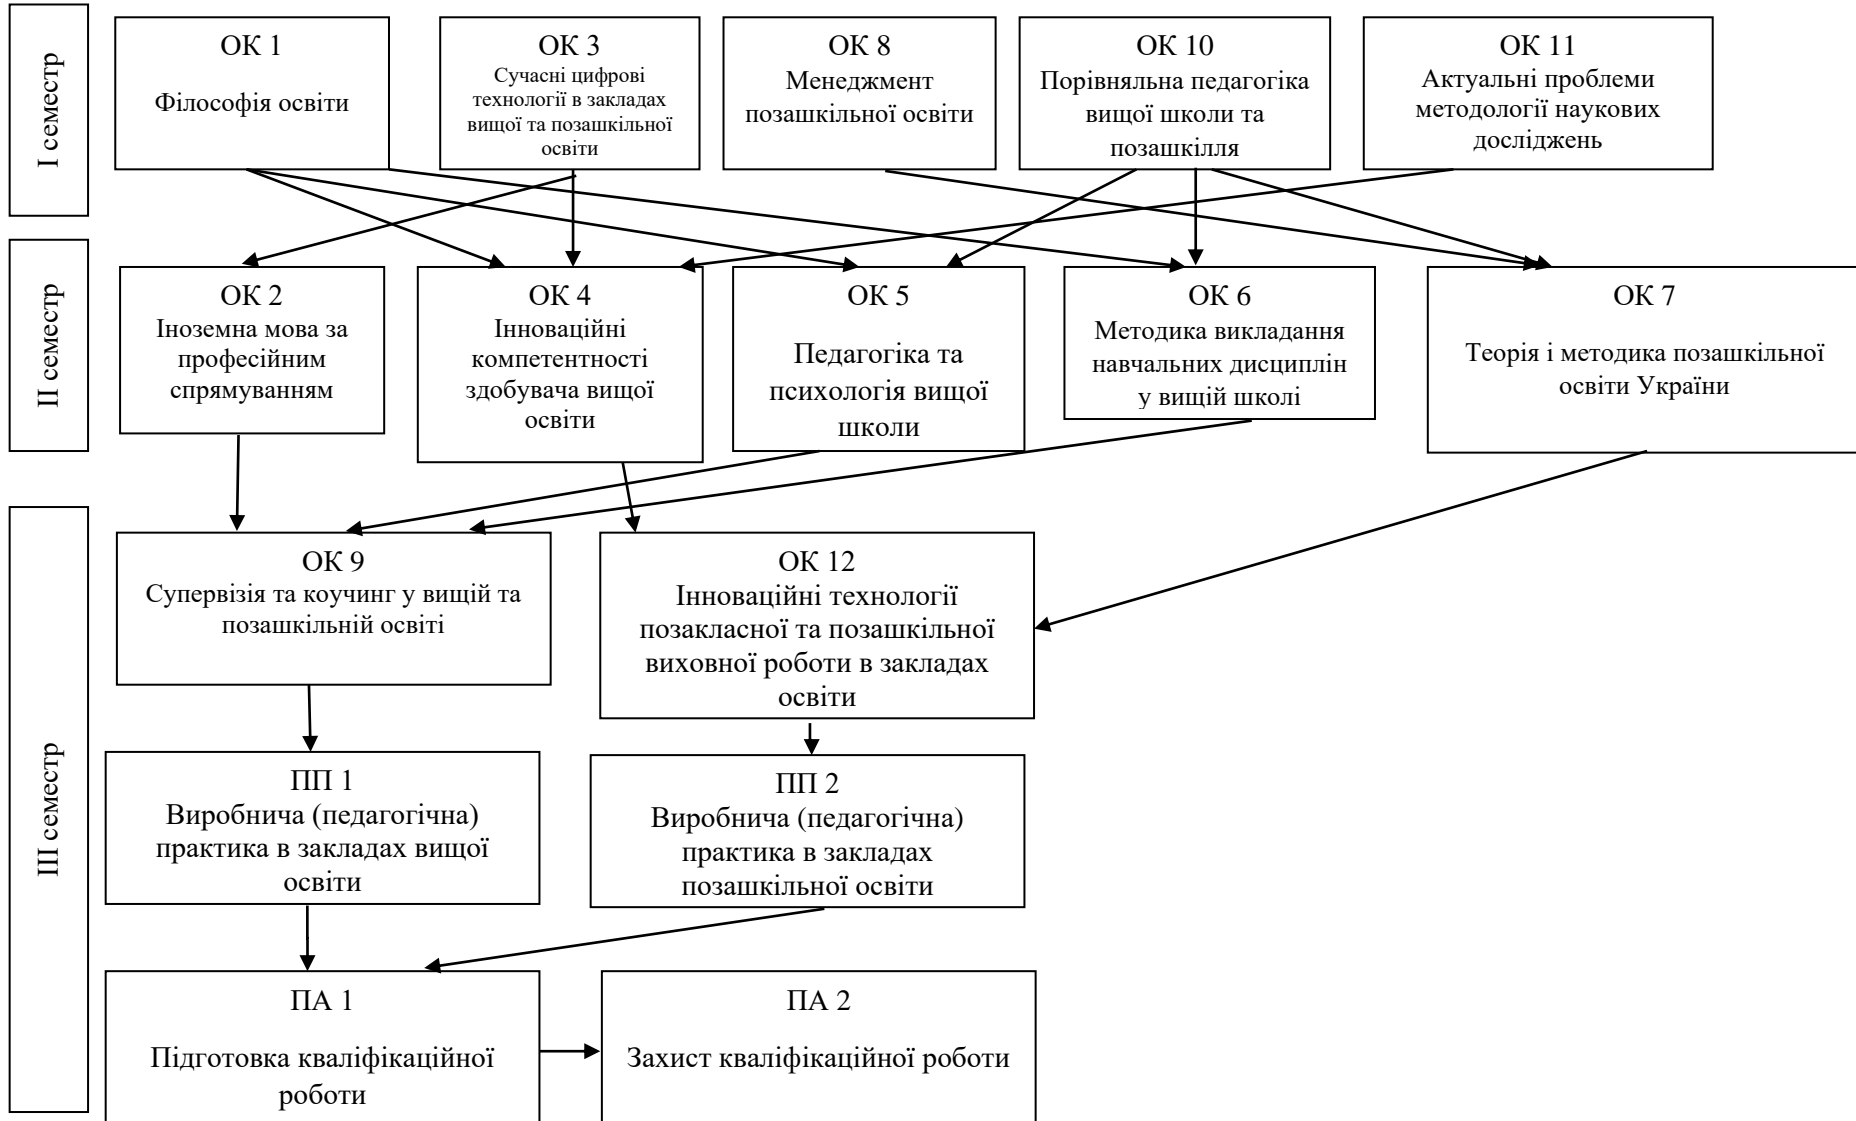 І семестр
ОК 1
Філософія освіти
ОК 3
Сучасні цифрові
технології в закладах
вищої та позашкільної
освіти
ОК 8
Менеджмент
позашкільної освіти
ОК 10
Порівняльна педагогіка
вищої школи та
позашкілля
ОК 11
Актуальні проблеми
методології наукових
досліджень
ІІ семестр
ОК 2
Іноземна мова за
професійним
спрямуванням
ОК 4
Інноваційні
компетентності
здобувача вищої
освіти
ОК 5
Педагогіка та
психологія вищої
школи
ОК 6
Методика викладання
навчальних дисциплін
у вищій школі
ОК 7
Теорія і методика позашкільної
освіти України
ІІІ семестр
ОК 9
Супервізія та коучинг у вищій та
позашкільній освіті
ОК 12
Інноваційні технології
позакласної та позашкільної
виховної роботи в закладах
освіти
ПП 1
Виробнича (педагогічна)
практика в закладах вищої
освіти
ПП 2
Виробнича (педагогічна)
практика в закладах
позашкільної освіти
ПА 1
Підготовка кваліфікаційної
роботи
ПА 2
Захист кваліфікаційної роботи